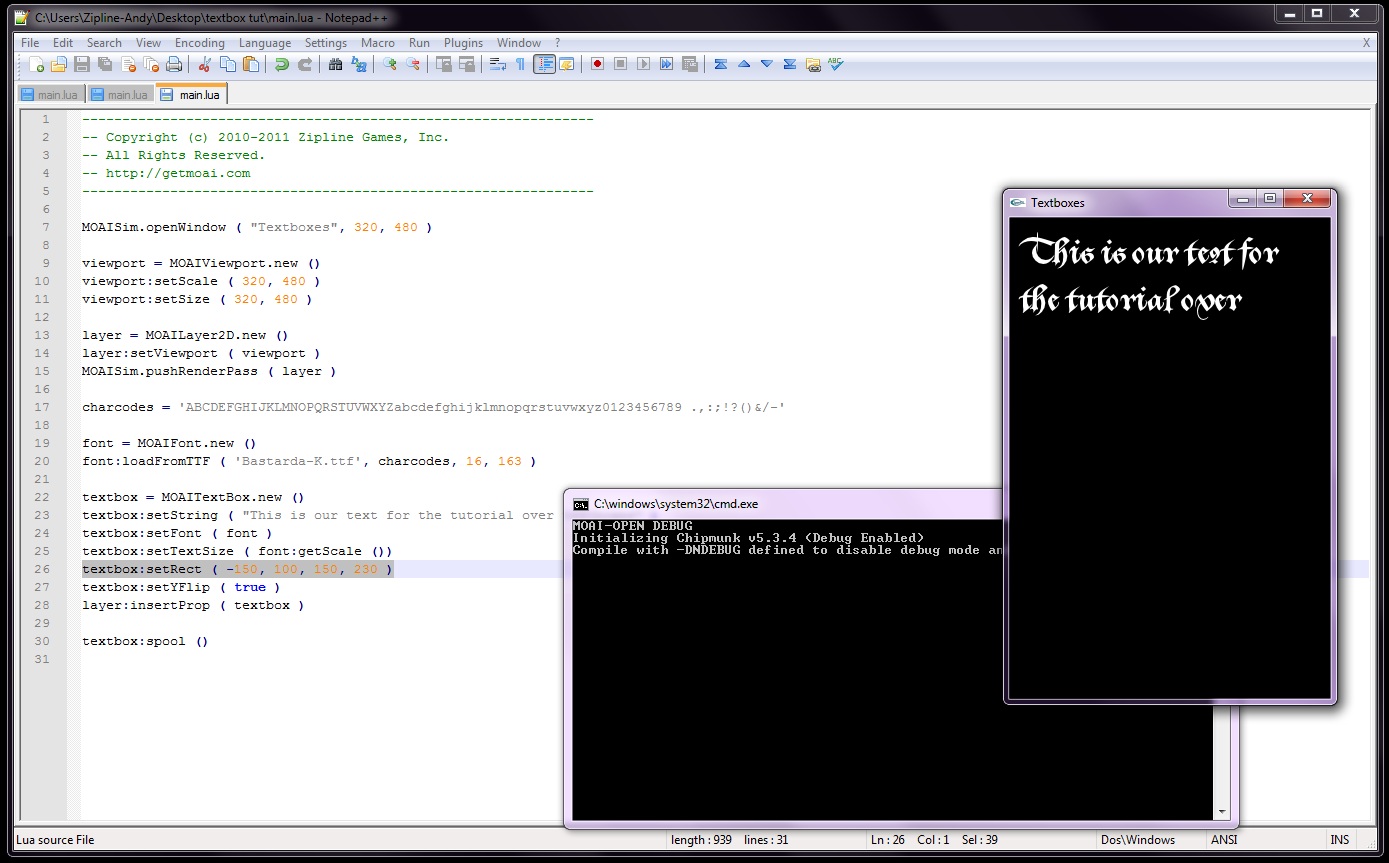 C:\Users\Zipline-Andy\Desktop\textbox tut\main.lua - Notepad++
File Edit Search View Encoding Language Settings Macro Run Plugins Window ? X
main.lua main.lua main.lua
1 ----------------------------------------------------------------
2 -- Copyright (c) 2010-2011 Zipline Games, Inc.
3 -- All Rights Reserved.
4 -- http://getmoai.com
5 ----------------------------------------------------------------
6
7 MOAISim.openWindow ( "Textboxes", 320, 480 )
8
9 viewport = MOAIViewport.new ()
10 viewport:setScale ( 320, 480 )
11 viewport:setSize ( 320, 480 )
12
13 layer = MOAILayer2D.new ()
14 layer:setViewport ( viewport )
15 MOAISim.pushRenderPass ( layer )
16
17 charcodes = 'ABCDEFGHIJKLMNOPQRSTUVWXYZabcdefghijklmnopqrstuvwxyz0123456789 .,:;!?()&/-'
18
19 font = MOAIFont.new ()
20 font:loadFromTTF ( 'Bastarda-K.ttf', charcodes, 16, 163 )
21
22 textbox = MOAITextBox.new ()
23 textbox:setString ( "This is our text for the tutorial over
24 textbox:setFont ( font )
25 textbox:setTextSize ( font:getScale ())
26 textbox:setRect ( -150, 100, 150, 230 )
27 textbox:setYFlip ( true )
28 layer:insertProp ( textbox )
29
30 textbox:spool ()
31
Textboxes
This is our text for
the tutorial over
C:\windows\system32\cmd.exe
MOAI-OPEN DEBUG
Initializing Chipmunk v5.3.4 (Debug Enabled)
Compile with -DNDEBUG defined to disable debug mode an
Lua source File length : 939 lines : 31 Ln : 26 Col : 1 Sel : 39 Dos\Windows ANSI INS